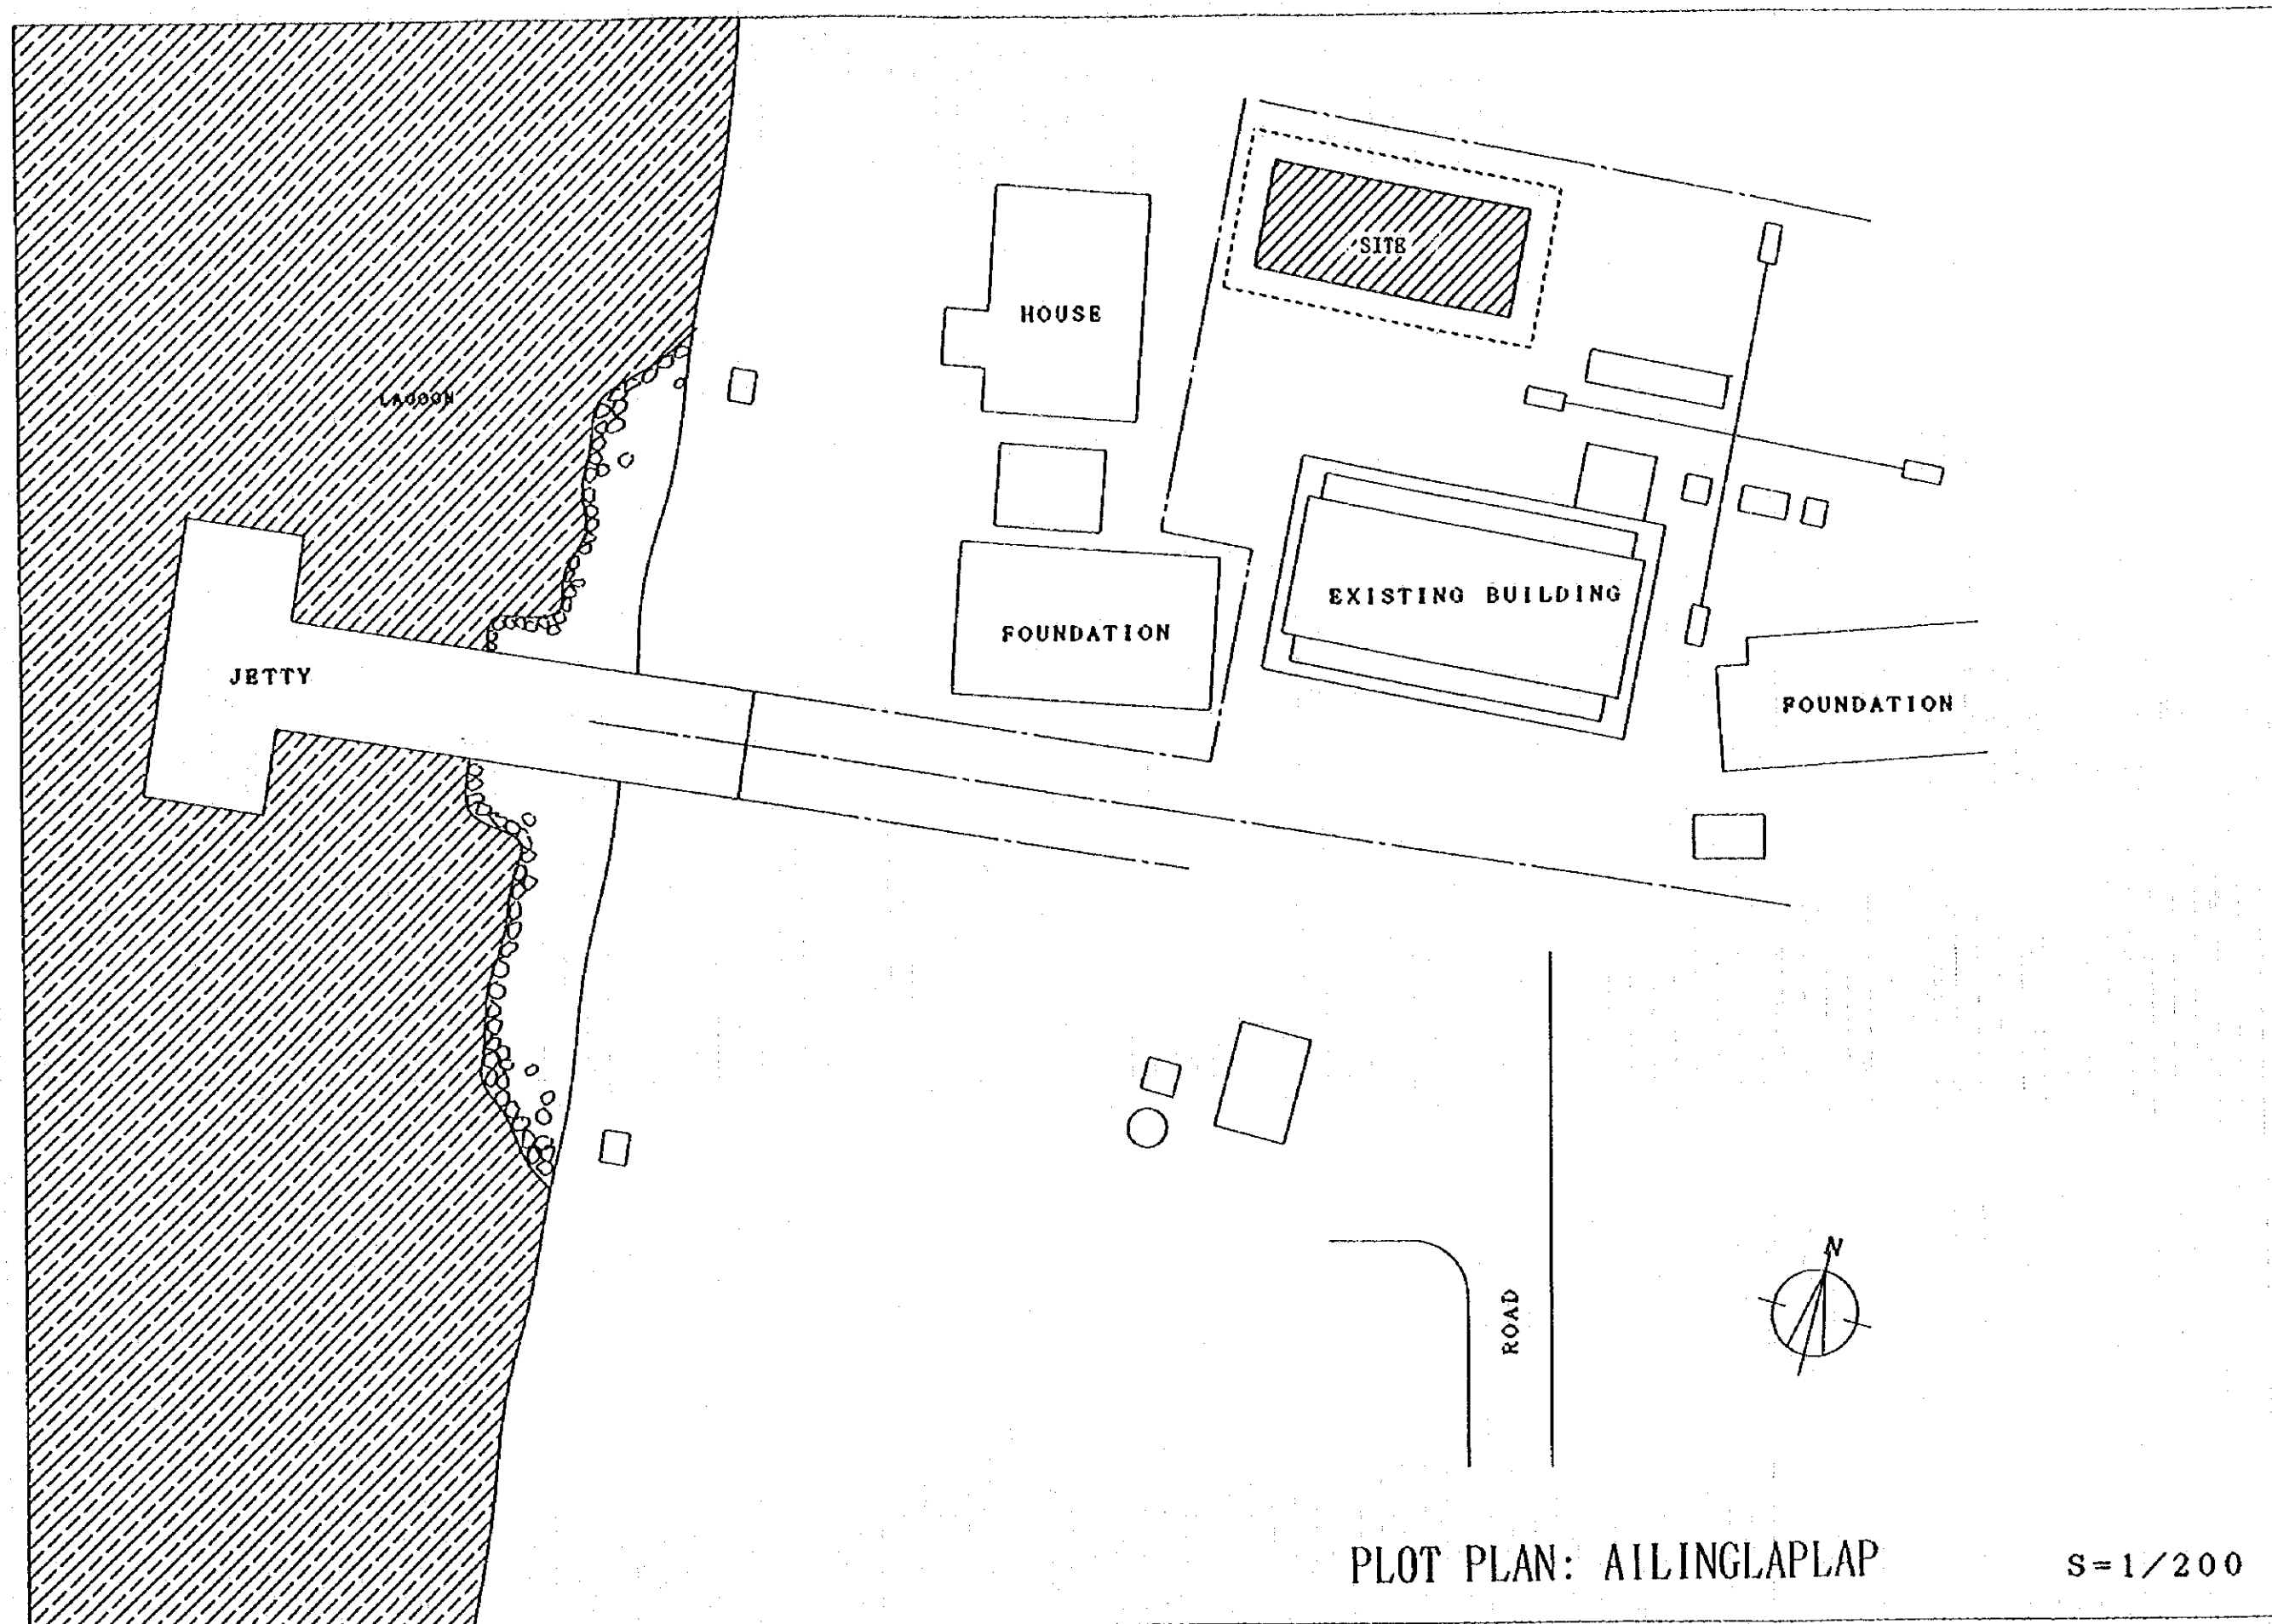 SITE
HOUSE
LAGOON
EXISTING BUILDING
FOUNDATION
JETTY
FOUNDATION
N
ROAD
PLOT PLAN: AILINGLAPLAP
S=1/200